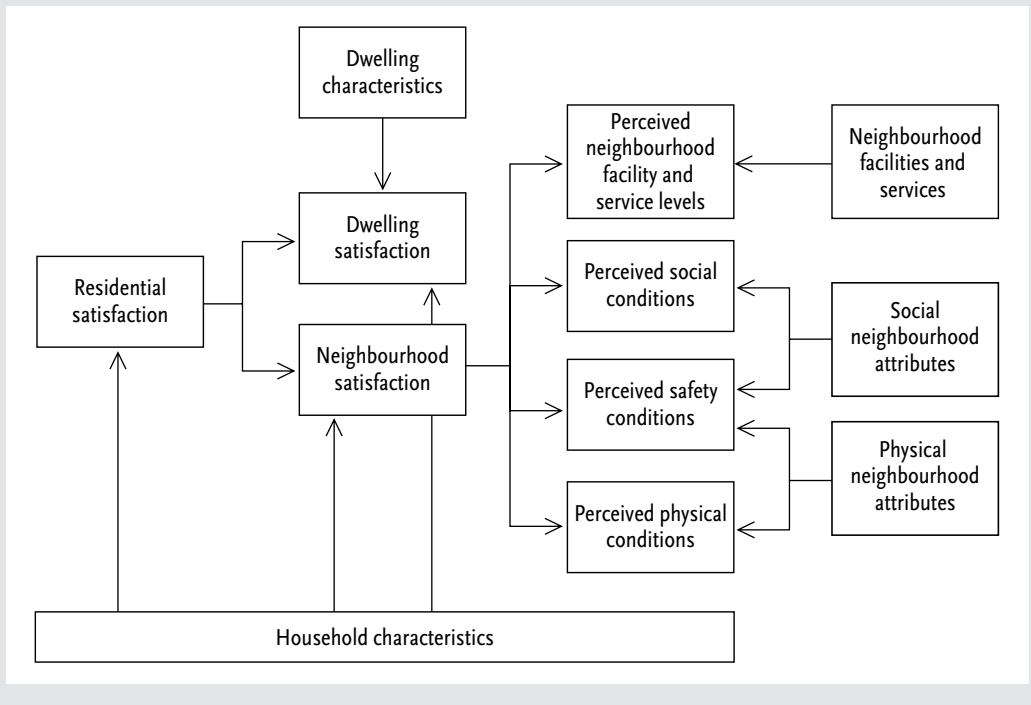 Dwelling
characteristics
Dwelling
satisfaction
Residential
satisfaction
Neighbourhood
satisfaction
Perceived
neighbourhood
facility and
service levels
Neighbourhood
facilities and
services
Perceived social
conditions
Social
neighbourhood
attributes
Perceived safety
conditions
Physical
neighbourhood
attributes
Perceived physical
conditions
Household characteristics